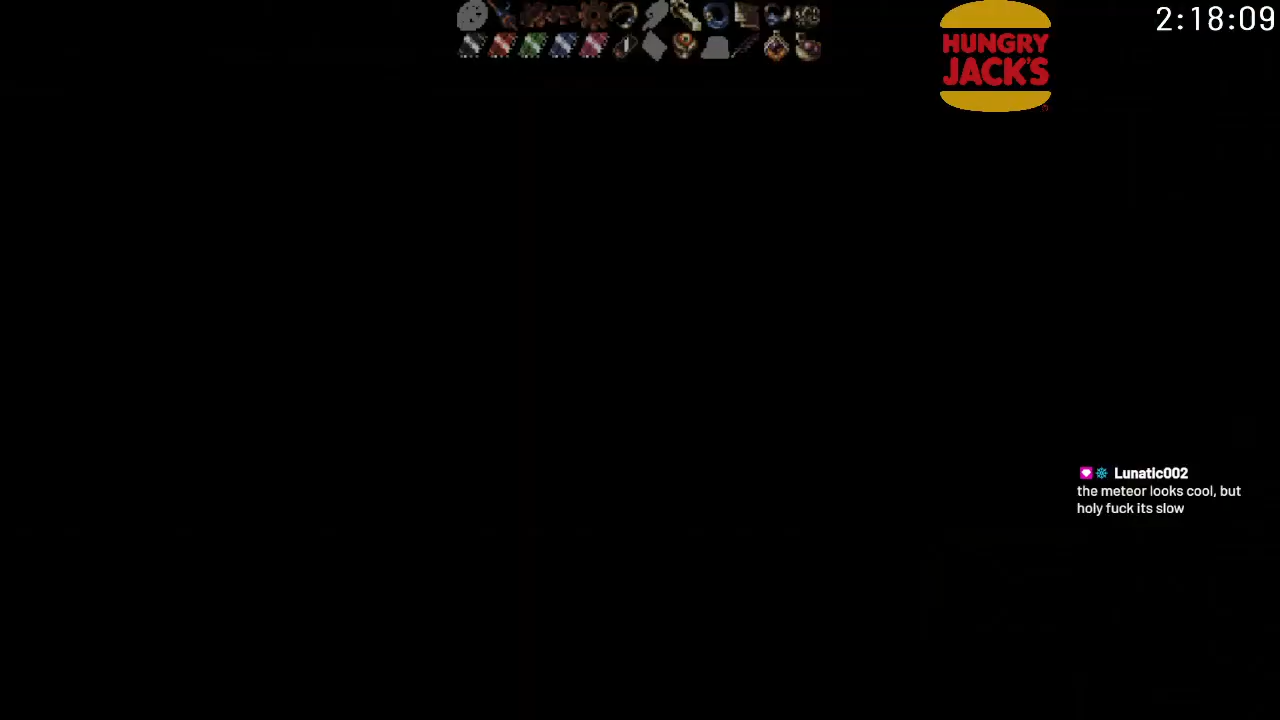 2:18:09
HUNGRY
JACK'S
Lunatic002
the meteor looks cool, but
holy fuck its slow